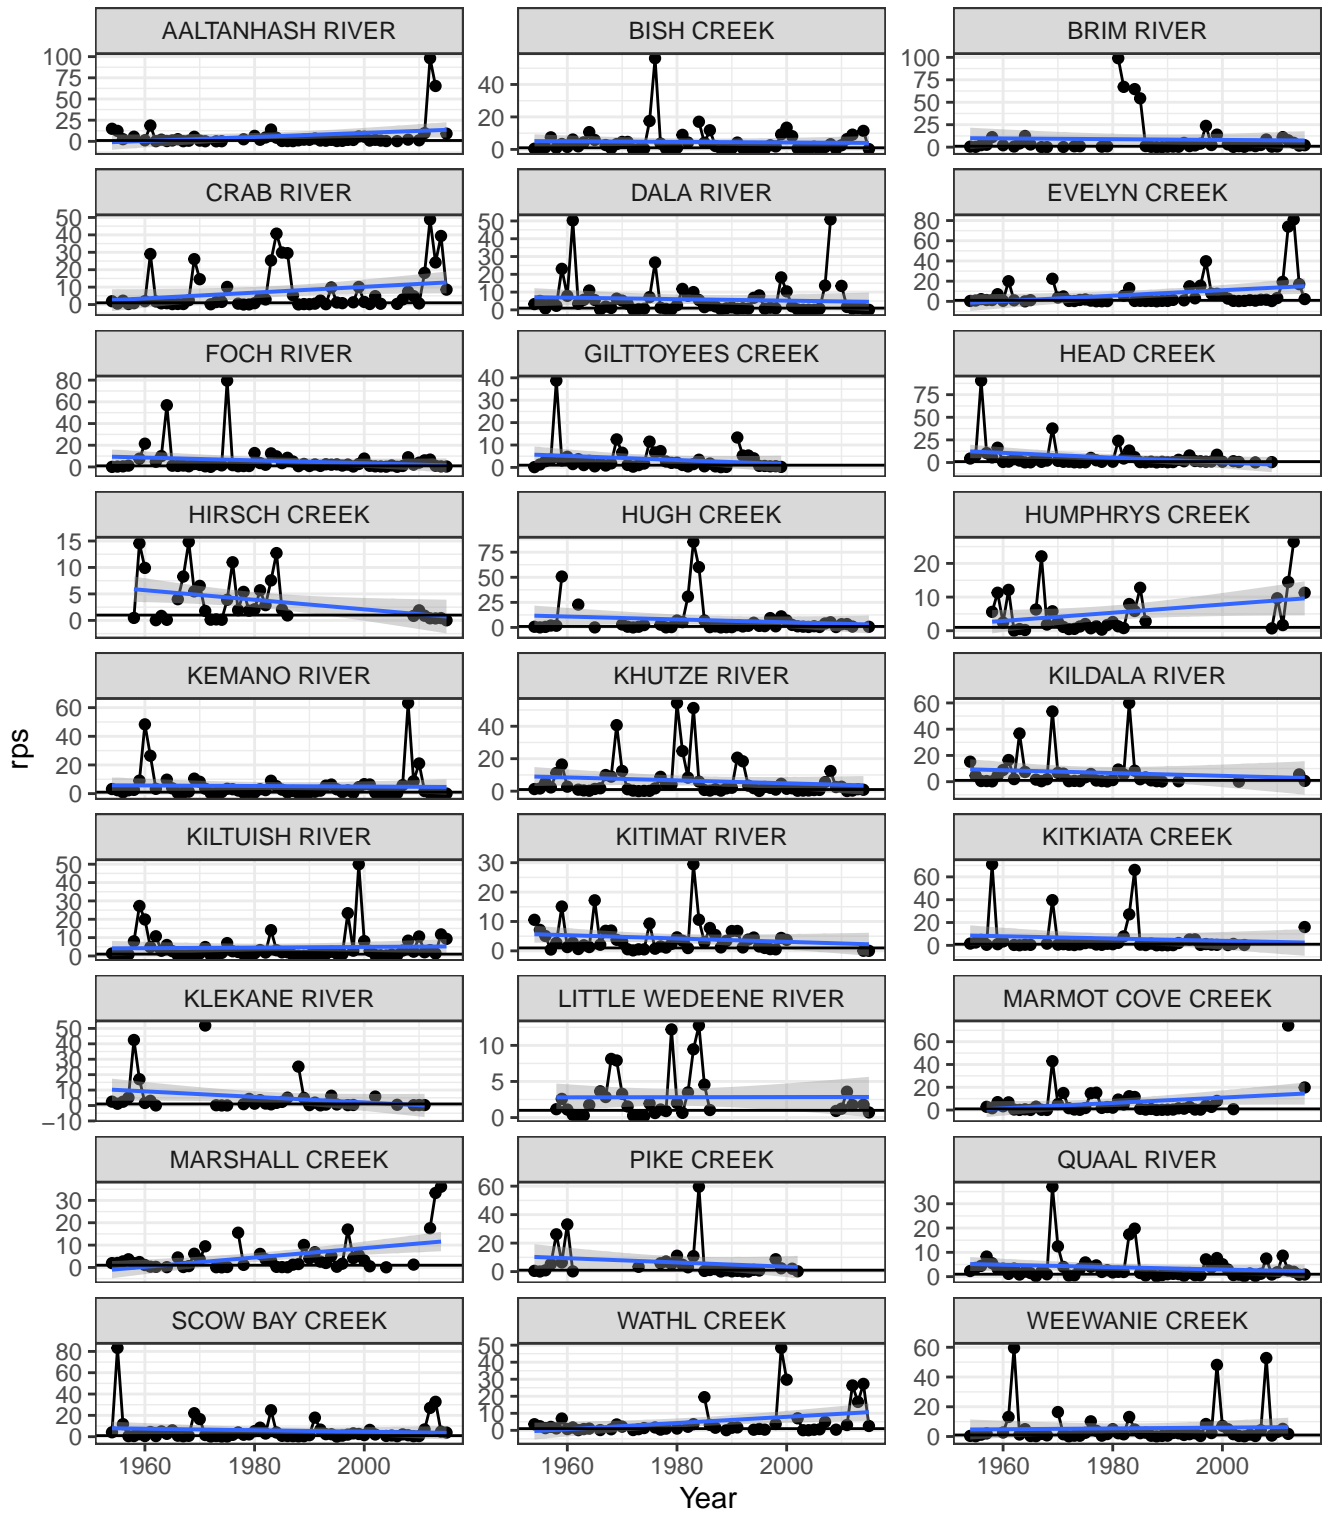 AALTANHASH RIVER BISH CREEK BRIM RIVER
100 75 50 25 0
40 20 0
100 75 50 25 0
CRAB RIVER DALA RIVER EVELYN CREEK
50 40 30 20 10 0
50 40 30 20 10 0
80 60 40 20 0
FOCH RIVER GILTTOYEES CREEK HEAD CREEK
80 60 40 20 0
40 30 20 10 0
75 50 25 0
HIRSCH CREEK HUGH CREEK HUMPHRYS CREEK
15 10 5 0
75 50 25 0
20 10 0
KEMANO RIVER KHUTZE RIVER KILDALA RIVER
60 40 20 0
40 20 0
60 40 20 0
rps
KILTUISH RIVER KITIMAT RIVER KITKIATA CREEK
50 40 30 20 10 0
30 20 10 0
60 40 20 0
KLEKANE RIVER LITTLE WEDEENE RIVER MARMOT COVE CREEK
50 40 30 20 10 0 −10
10 5 0
60 40 20 0
MARSHALL CREEK PIKE CREEK QUAAL RIVER
30 20 10 0
60 40 20 0
30 20 10 0
SCOW BAY CREEK WATHL CREEK WEEWANIE CREEK
80 60 40 20 0
50 40 30 20 10 0
60 40 20 0
1960 1980 2000 1960 1980 2000 1960 1980 2000
Year